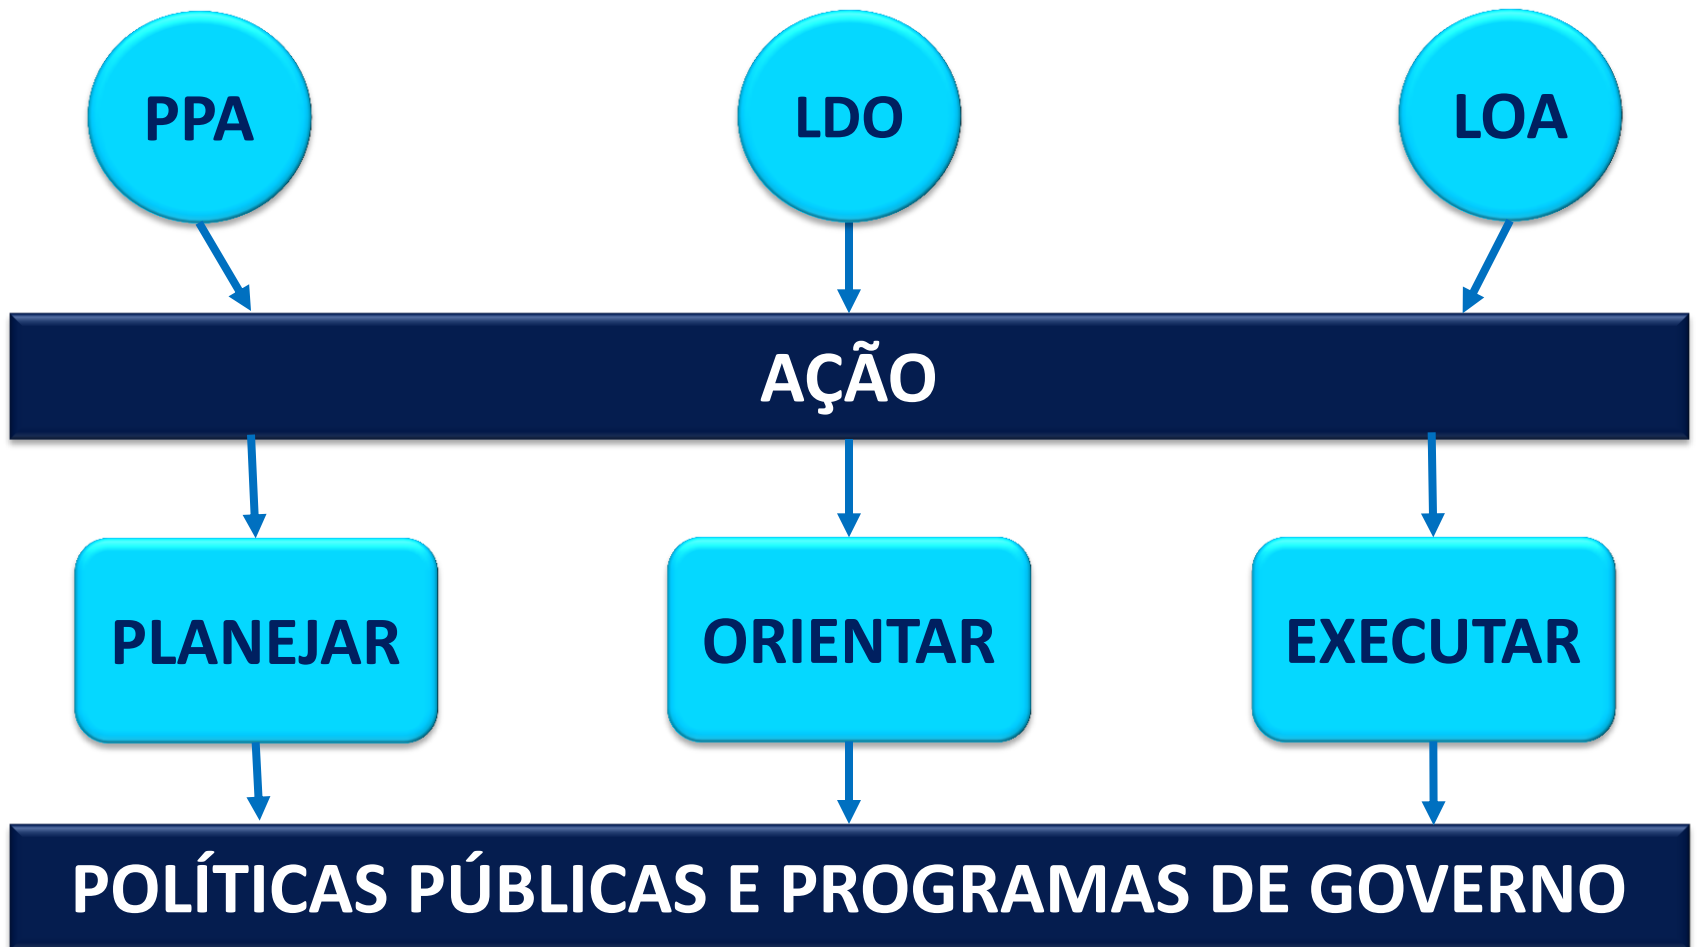 PPA
LDO
LOA
AÇÃO
PLANEJAR
ORIENTAR
EXECUTAR
POLÍTICAS PÚBLICAS E PROGRAMAS DE GOVERNO